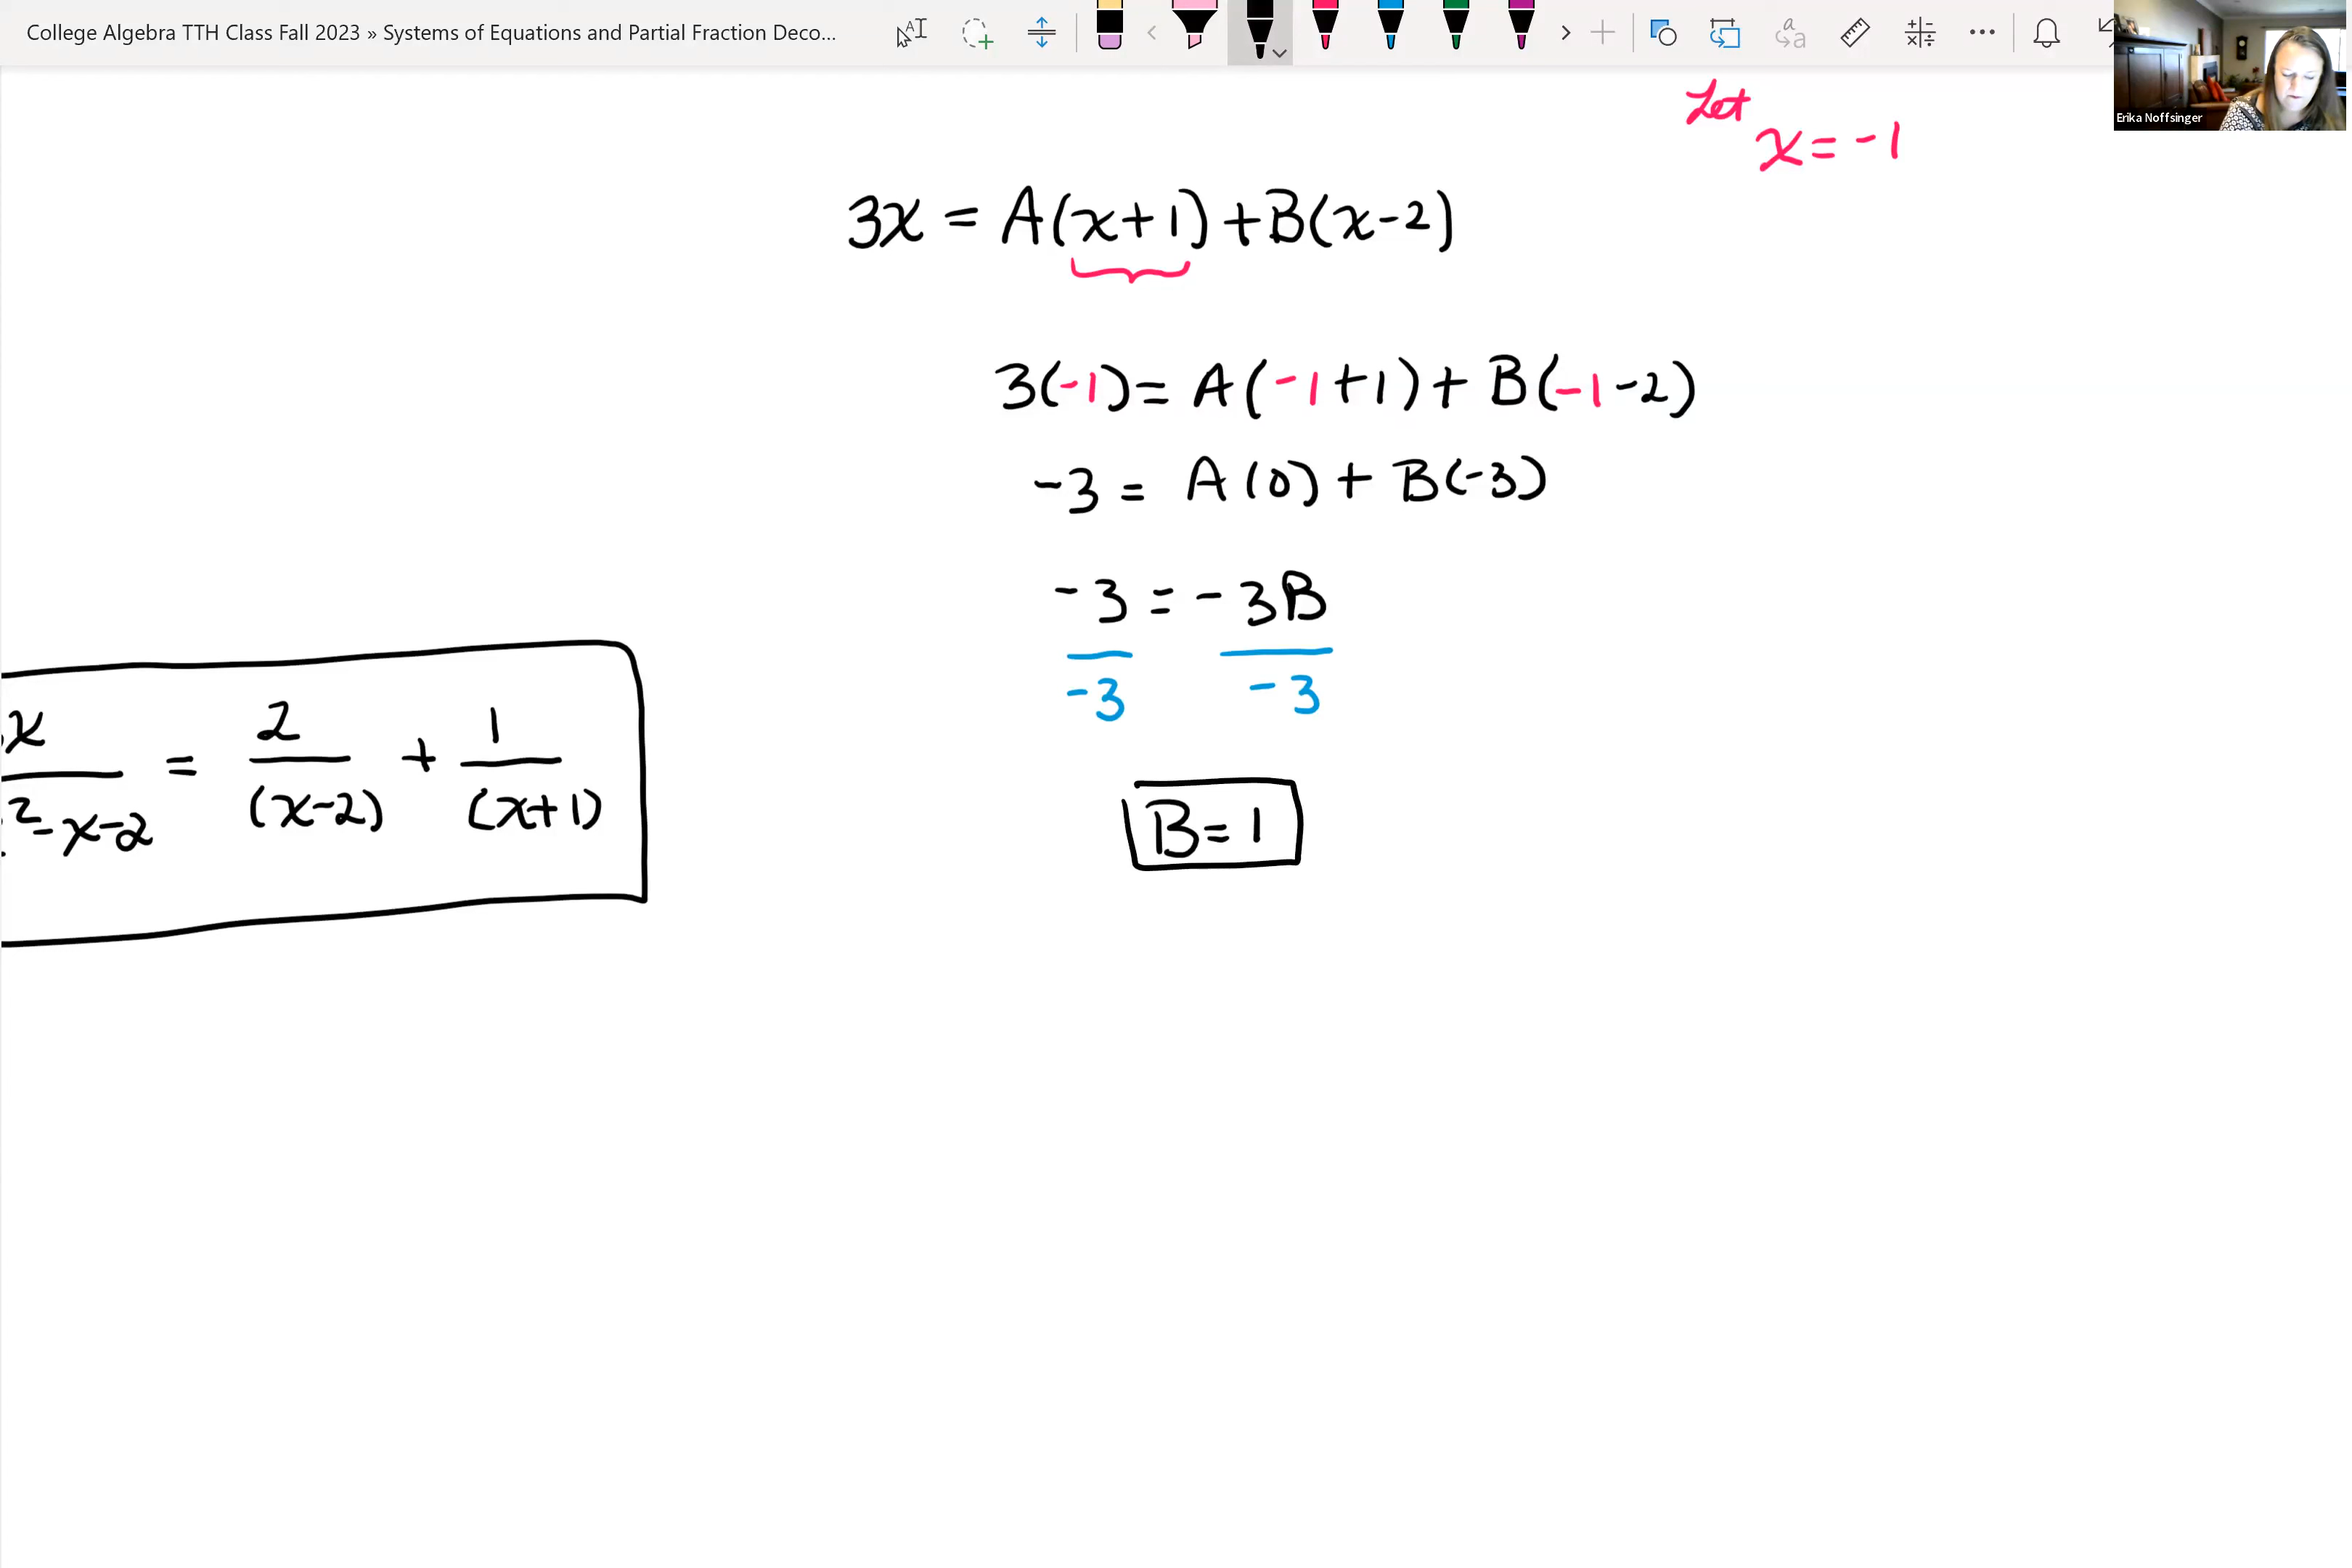 College Algebra TTH Class Fall 2023 » Systems of Equations and Partial Fraction Deco...
Erika Noffsinger
Let
x = -1
3x = A(x+1) + B(x-2)
3(-1) = A(-1+1) + B(-1-2)
-3 = A(0) + B(-3)
-3 = -3B
-3 -3
B = 1
x = 2 + 1
2-x-2 (x-2) (x+1)